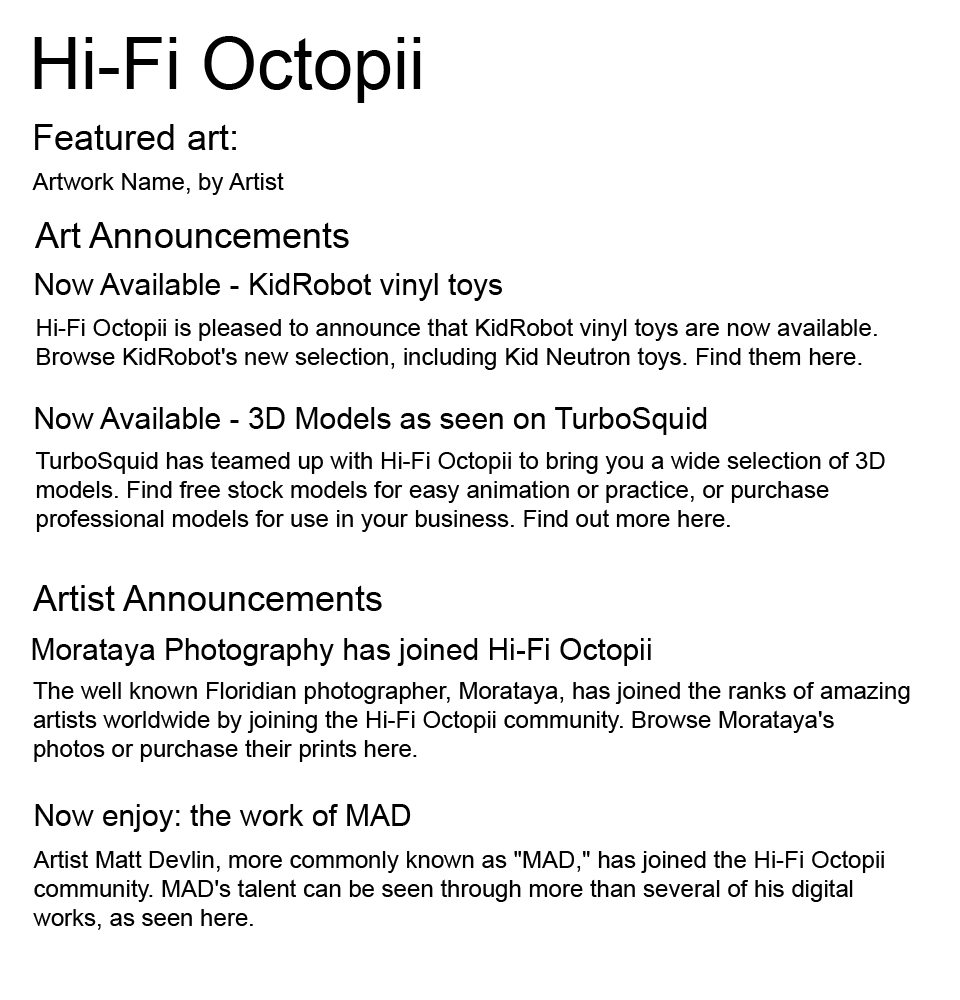 Hi-Fi Octopii
Featured art:
Artwork Name, by Artist
Art Announcements
Now Available - KidRobot vinyl toys
Hi-Fi Octopii is pleased to announce that KidRobot vinyl toys are now available.
Browse KidRobot's new selection, including Kid Neutron toys. Find them here.
Now Available - 3D Models as seen on TurboSquid
TurboSquid has teamed up with Hi-Fi Octopii to bring you a wide selection of 3D
models. Find free stock models for easy animation or practice, or purchase
professional models for use in your business. Find out more here.
Artist Announcements
Morataya Photography has joined Hi-Fi Octopii
The well known Floridian photographer, Morataya, has joined the ranks of amazing
artists worldwide by joining the Hi-Fi Octopii community. Browse Morataya's
photos or purchase their prints here.
Now enjoy: the work of MAD
Artist Matt Devlin, more commonly known as "MAD," has joined the Hi-Fi Octopii
community. MAD's talent can be seen through more than several of his digital
works, as seen here.